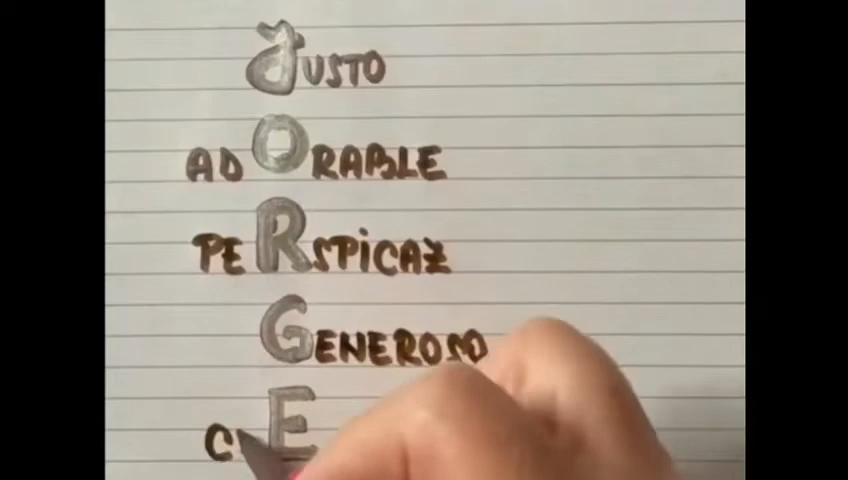 JUSTO
ADORABLE
PERSPICAZ
GENEROSO
C E